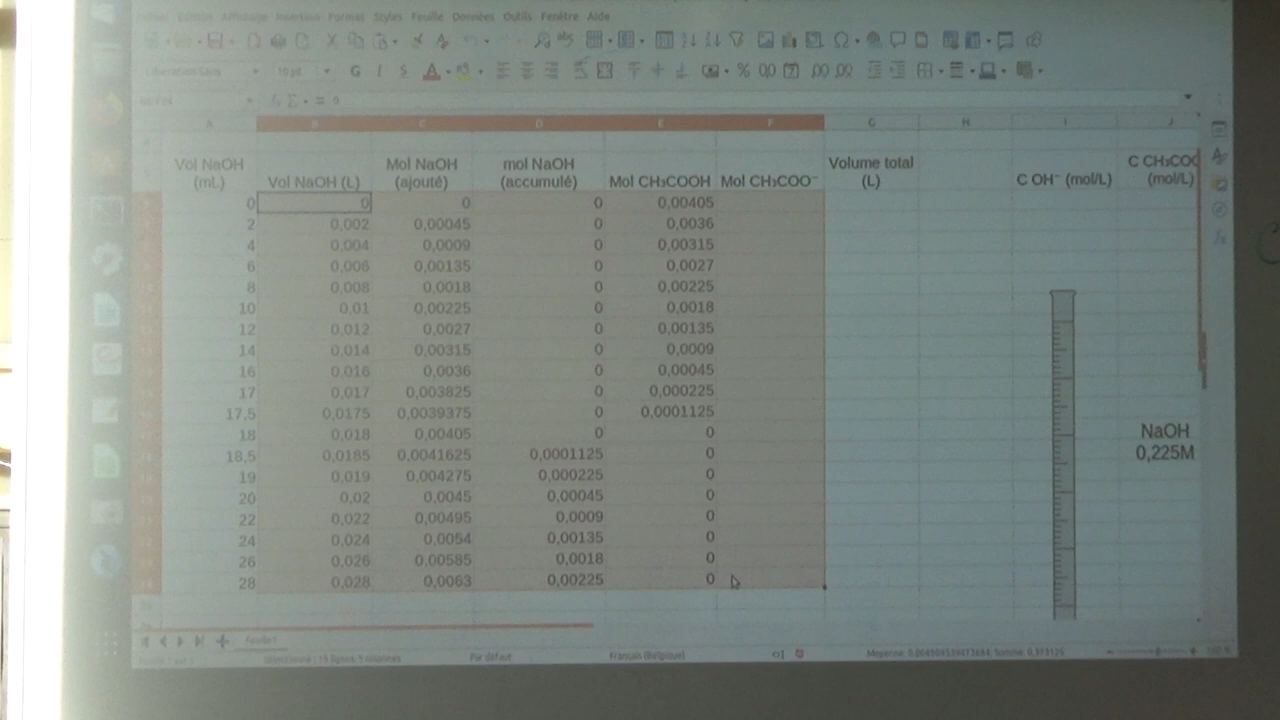 Fichier Édition Affichage Insertion Format Styles Feuille Données Outils Fenêtre Aide
Liberation Sans 10 pt G I S
Σ = 0
A B C D E F G H I J
Vol NaOH (mL) Vol NaOH (L) Mol NaOH (ajouté) mol NaOH (accumulé) Mol CH₃COOH Mol CH₃COO⁻ Volume total (L) C OH⁻ (mol/L) C CH₃COO (mol/L)
0 0 0 0 0,00405
2 0,002 0,00045 0 0,0036
4 0,004 0,0009 0 0,00315
6 0,006 0,00135 0 0,0027
8 0,008 0,0018 0 0,00225
10 0,01 0,00225 0 0,0018
12 0,012 0,0027 0 0,00135
14 0,014 0,00315 0 0,0009
16 0,016 0,0036 0 0,00045
17 0,017 0,003825 0 0,000225
17,5 0,0175 0,0039375 0 0,0001125
18 0,018 0,00405 0 0
18,5 0,0185 0,0041625 0,0001125 0
19 0,019 0,004275 0,000225 0
20 0,02 0,0045 0,00045 0
22 0,022 0,00495 0,0009 0
24 0,024 0,0054 0,00135 0
26 0,026 0,00585 0,0018 0
28 0,028 0,0063 0,00225 0
NaOH
0,225M
Feuille1
Sélectionné : 19 lignes, 5 colonnes Par défaut Français (Belgique)